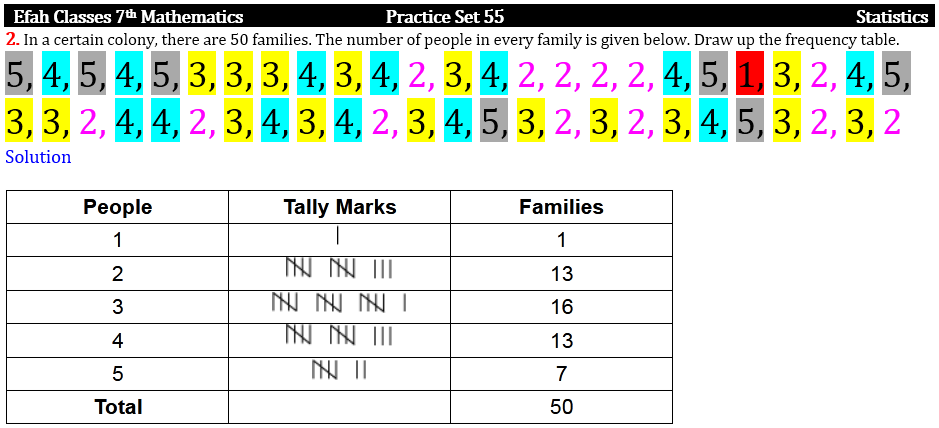 Efah Classes 7th Mathematics Practice Set 55 Statistics
2. In a certain colony, there are 50 families. The number of people in every family is given below. Draw up the frequency table.
5, 4, 5, 4, 5, 3, 3, 3, 4, 3, 4, 2, 3, 4, 2, 2, 2, 2, 4, 5, 1, 3, 2, 4, 5,
3, 3, 2, 4, 4, 2, 3, 4, 3, 4, 2, 3, 4, 5, 3, 2, 3, 2, 3, 4, 5, 3, 2, 3, 2
Solution
People Tally Marks Families
1 | 1
2 𝍸 𝍸 ||| 13
3 𝍸 𝍸 𝍸 | 16
4 𝍸 𝍸 ||| 13
5 𝍸 || 7
Total 50